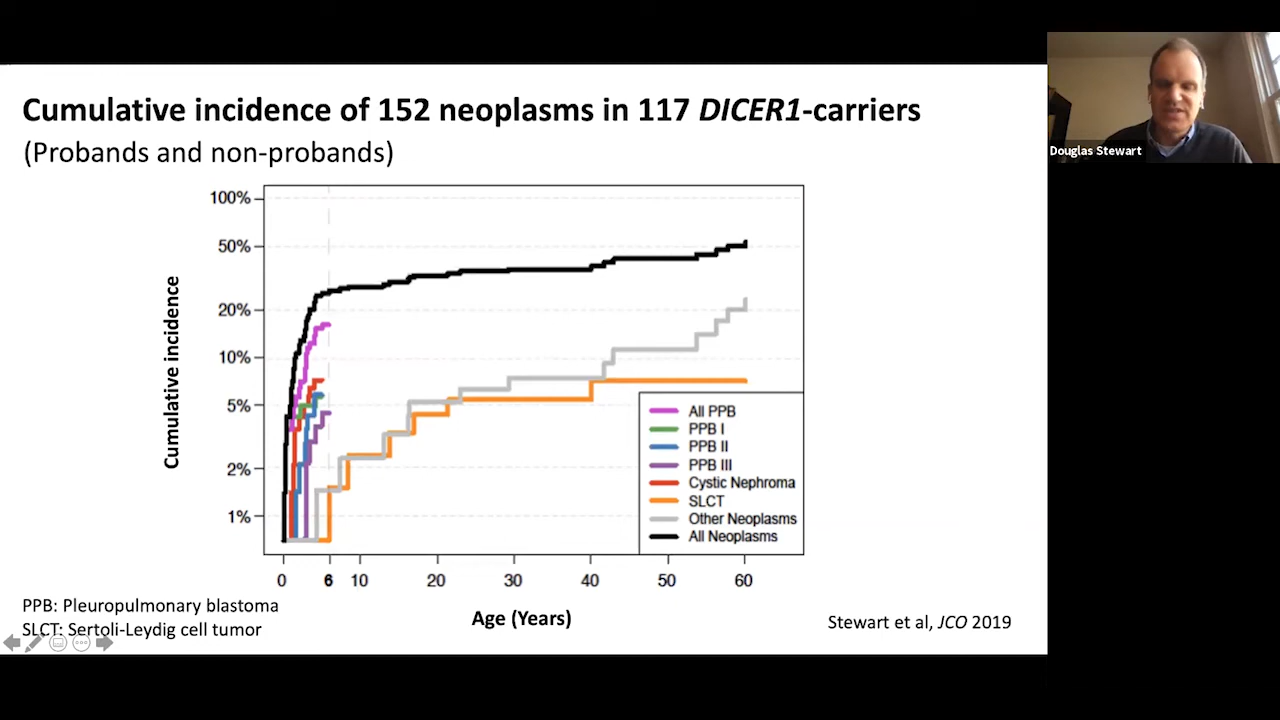 Cumulative incidence of 152 neoplasms in 117 DICER1-carriers
(Probands and non-probands)
Douglas Stewart
Cumulative incidence
100%
50%
20%
10%
5%
2%
1%
All PPB
PPB I
PPB II
PPB III
Cystic Nephroma
SLCT
Other Neoplasms
All Neoplasms
0 6 10 20 30 40 50 60
Age (Years)
PPB: Pleuropulmonary blastoma
SLCT: Sertoli-Leydig cell tumor
Stewart et al, JCO 2019